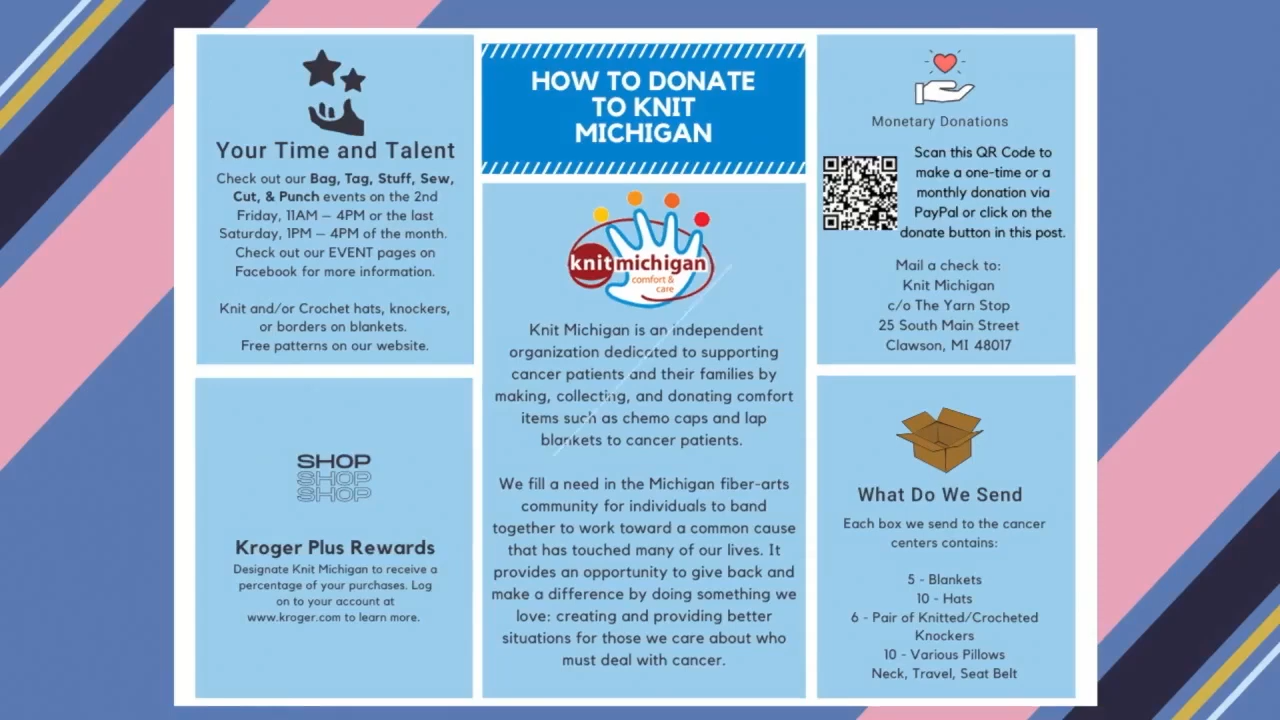 Your Time and Talent
Check out our Bag, Tag, Stuff, Sew,
Cut, & Punch events on the 2nd
Friday, 11AM – 4PM or the last
Saturday, 1PM – 4PM of the month.
Check out our EVENT pages on
Facebook for more information.
Knit and/or Crochet hats, knockers,
or borders on blankets.
Free patterns on our website.
SHOP
SHOP
SHOP
Kroger Plus Rewards
Designate Knit Michigan to receive a
percentage of your purchases. Log
on to your account at
www.kroger.com to learn more.
HOW TO DONATE
TO KNIT
MICHIGAN
knit michigan
comfort &
care
Knit Michigan is an independent
organization dedicated to supporting
cancer patients and their families by
making, collecting, and donating comfort
items such as chemo caps and lap
blankets to cancer patients.
We fill a need in the Michigan fiber-arts
community for individuals to band
together to work toward a common cause
that has touched many of our lives. It
provides an opportunity to give back and
make a difference by doing something we
love: creating and providing better
situations for those we care about who
must deal with cancer.
Monetary Donations
Scan this QR Code to
make a one-time or a
monthly donation via
PayPal or click on the
donate button in this post.
Mail a check to:
Knit Michigan
c/o The Yarn Stop
25 South Main Street
Clawson, MI 48017
What Do We Send
Each box we send to the cancer
centers contains:
5 - Blankets
10 - Hats
6 - Pair of Knitted/Crocheted
Knockers
10 - Various Pillows
Neck, Travel, Seat Belt